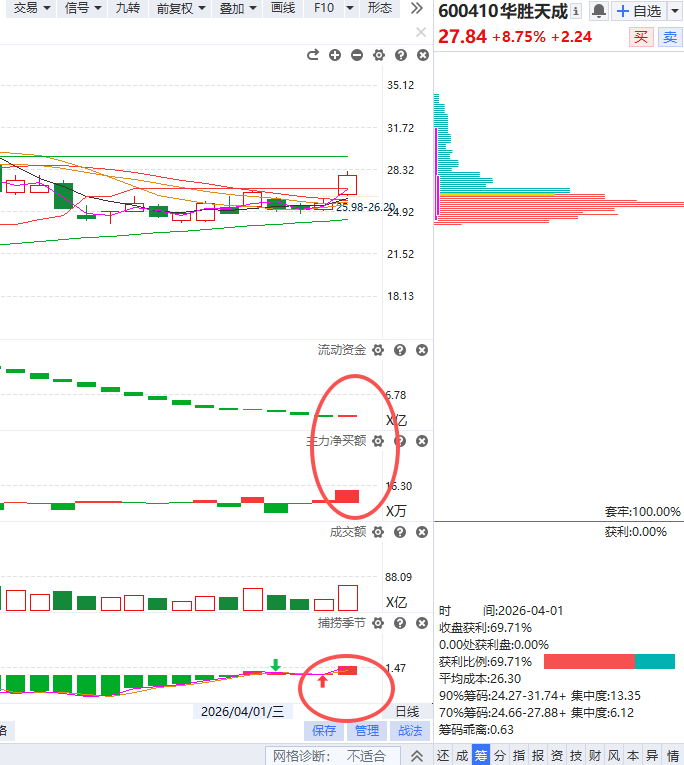 交易 信号 九转 前复权 叠加 画线 F10 形态
600410华胜天成 自选
27.84 +8.75% +2.24 买 卖
35.12
31.72
28.32
25.98-26.20
24.92
21.52
18.13
流动资金
6.78
X亿
主力净买额
16.30
X万
套牢:100.00%
获利:0.00%
成交额
88.09
X亿
时 间:2026-04-01
收盘获利:69.71%
0.00处获利盘:0.00%
获利比例:69.71%
平均成本:26.30
90%筹码:24.27-31.74+ 集中度:13.35
70%筹码:24.66-27.88+ 集中度:6.12
筹码乖离:0.63
捕捞季节
1.47
2026/04/01/三 日线
保存 管理 战法
网格诊断: 不适合
还 成 筹 分 指 报 资 技 财 风 本 异 情